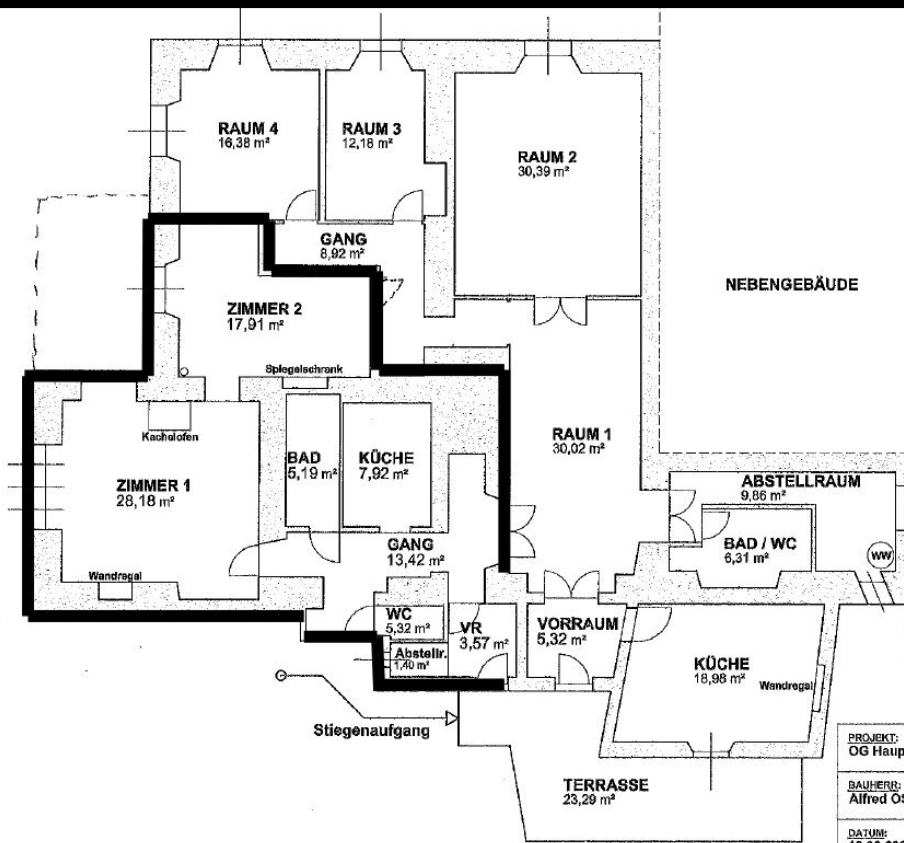 RAUM 4
16,38 m²
RAUM 3
12,18 m²
RAUM 2
30,39 m²
GANG
8,92 m²
NEBENGEBÄUDE
ZIMMER 2
17,91 m²
Spiegelschrank
Kachelofen
BAD
5,19 m²
KÜCHE
7,92 m²
RAUM 1
30,02 m²
ZIMMER 1
28,18 m²
ABSTELLRAUM
9,86 m²
GANG
13,42 m²
BAD / WC
6,31 m²
WW
Wandregal
WC
5,32 m²
VR
3,57 m²
VORRAUM
5,32 m²
Abstellr.
1,40 m²
KÜCHE
18,98 m²
Wandregal
Stiegenaufgang
TERRASSE
23,29 m²
PROJEKT:
OG Haup
BAUHERR:
Alfred ÖS
DATUM: